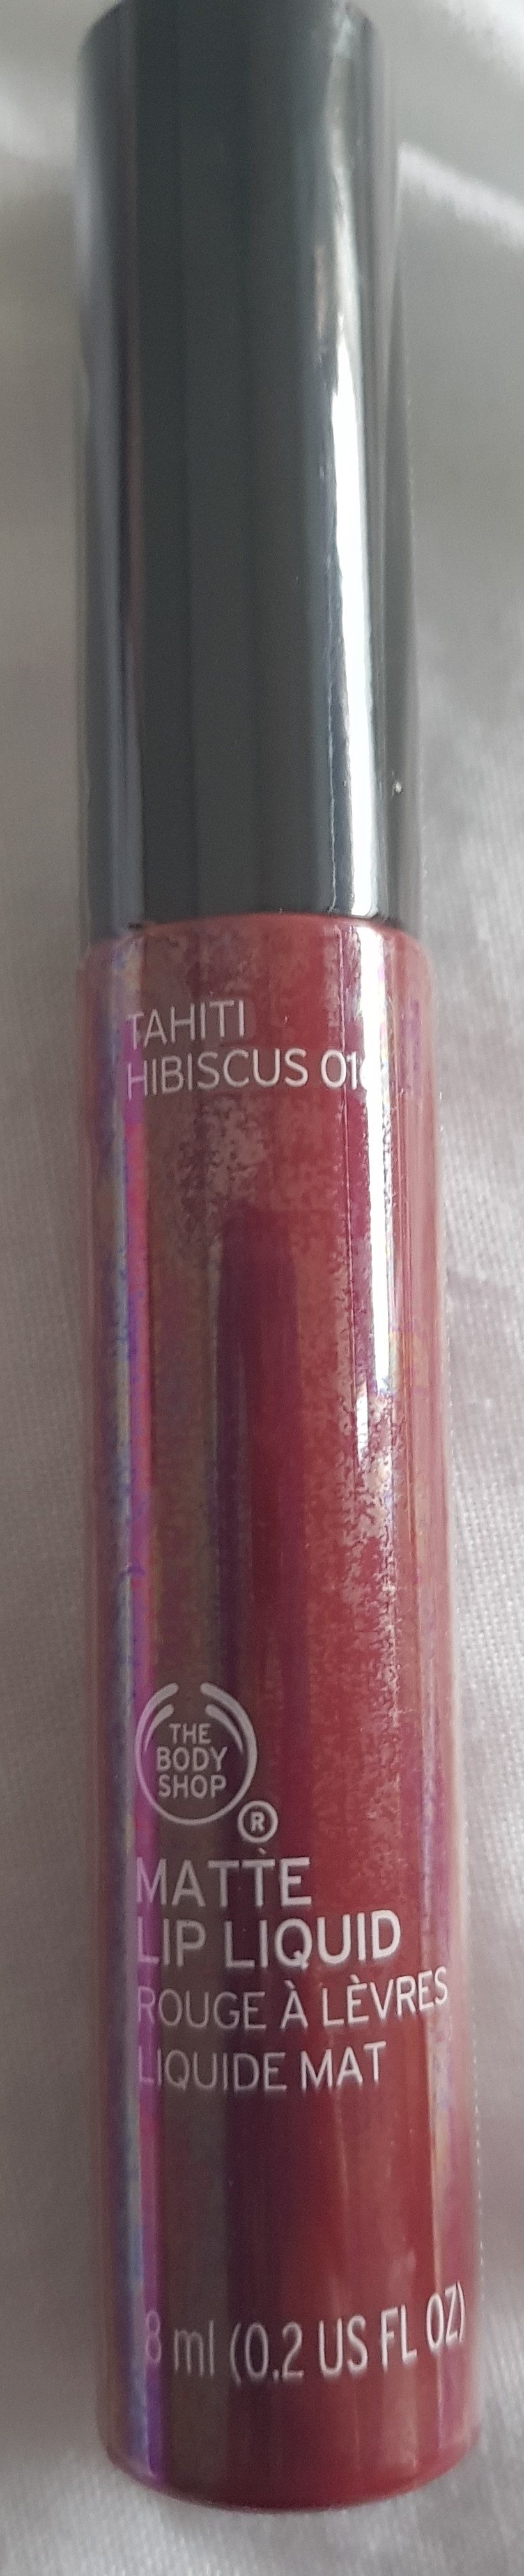 TAHITI
HIBISCUS 016
THE
BODY
SHOP
®
MATTE
LIP LIQUID
ROUGE À LÈVRES
LIQUIDE MAT
8 ml (0.2 US FL OZ)